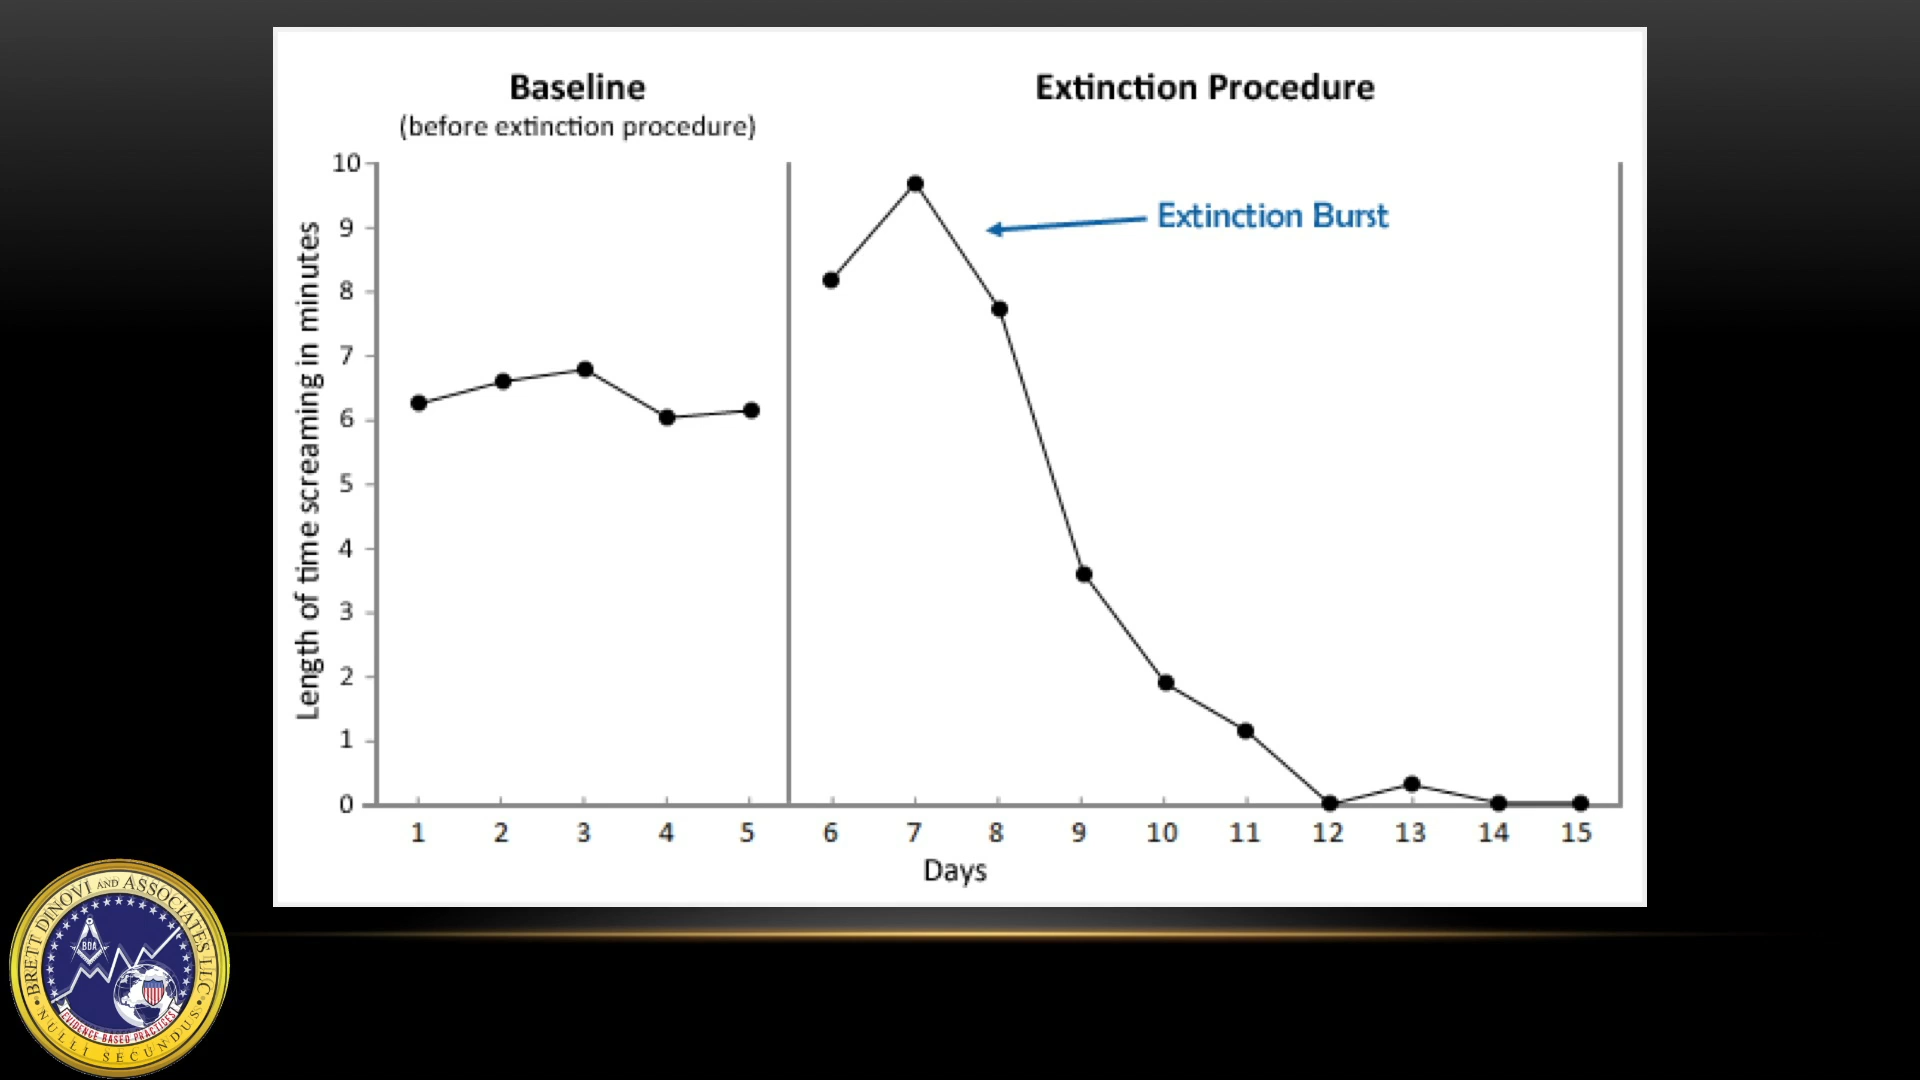 Baseline
(before extinction procedure)
Extinction Procedure
Extinction Burst
Length of time screaming in minutes
10
9
8
7
6
5
4
3
2
1
0
1 2 3 4 5 6 7 8 9 10 11 12 13 14 15
Days
BRETT DINOVI AND ASSOCIATES LLC
BDA
EVIDENCE BASED PRACTICES
NULLI SECUNDUS